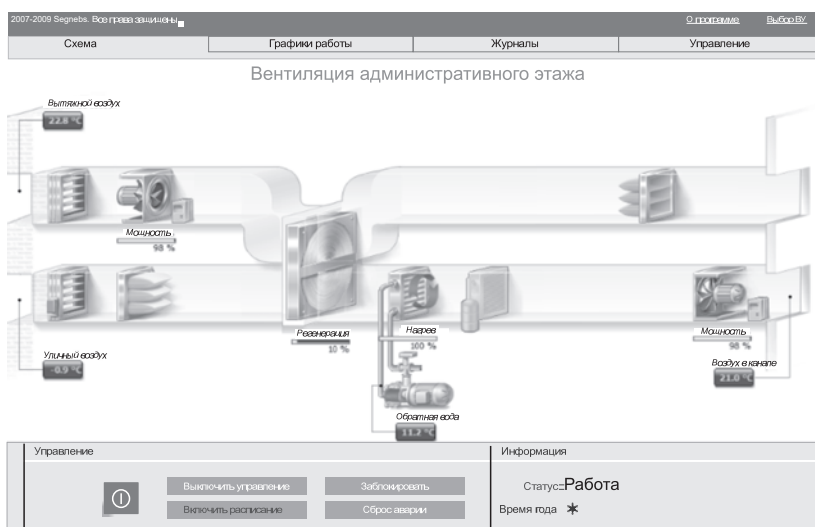 2007-2009 Segnebs. Все права защищены
О программе
Выбор ВУ
Схема
Графики работы
Журналы
Управление
Вентиляция административного этажа
Вытяжной воздух
22.8 °C
Мощность
98 %
Регенерация
10 %
Нагрев
100 %
Мощность
98 %
Уличный воздух
-0.9 °C
Воздух в канале
21.0 °C
Обратная вода
11.2 °C
Управление
Информация
Выключить управление
Заблокировать
Статус:Работа
Включить расписание
Сброс аварии
Время года